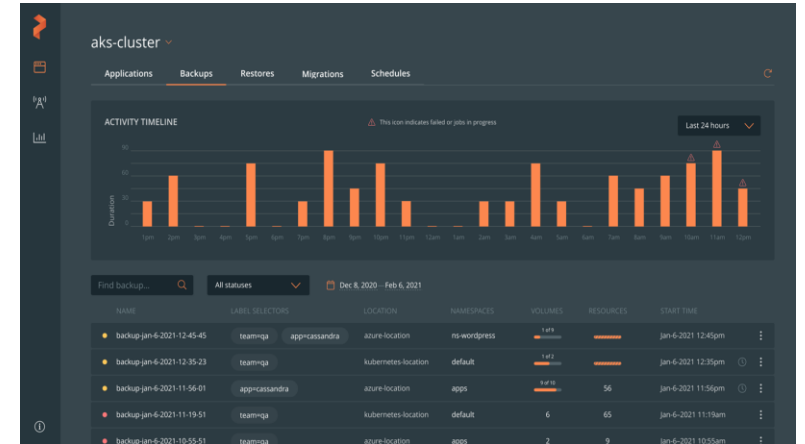 aks-cluster
Applications Backups Restores Migrations Schedules
ACTIVITY TIMELINE This icon indicates failed or jobs in progress Last 24 hours
90
60
30
0
Duration
1pm 2pm 3pm 4pm 5pm 6pm 7pm 8pm 9pm 10pm 11pm 12am 1am 2am 3am 4am 5am 6am 7am 8am 9am 10am 11am 12pm
Find backup... All statuses Dec 8, 2020 - Feb 6, 2021
NAME LABEL SELECTORS LOCATION NAMESPACES VOLUMES RESOURCES START TIME
backup-jan-6-2021-12-45-45 team=qa app=cassandra azure-location ns-wordpress 1 of 9 Jan-6-2021 12:45pm
backup-jan-6-2021-12-35-23 team=qa kubernetes-location default 1 of 2 Jan-6-2021 12:35pm
backup-jan-6-2021-11-56-01 app=cassandra azure-location apps 9 of 10 56 Jan-6-2021 11:56pm
backup-jan-6-2021-11-19-51 team=qa kubernetes-location default 6 65 Jan-6-2021 11:19am
backup-jan-6-2021-10-55-51 team=qa azure-location apps 2 9 Jan-6-2021 10:55am